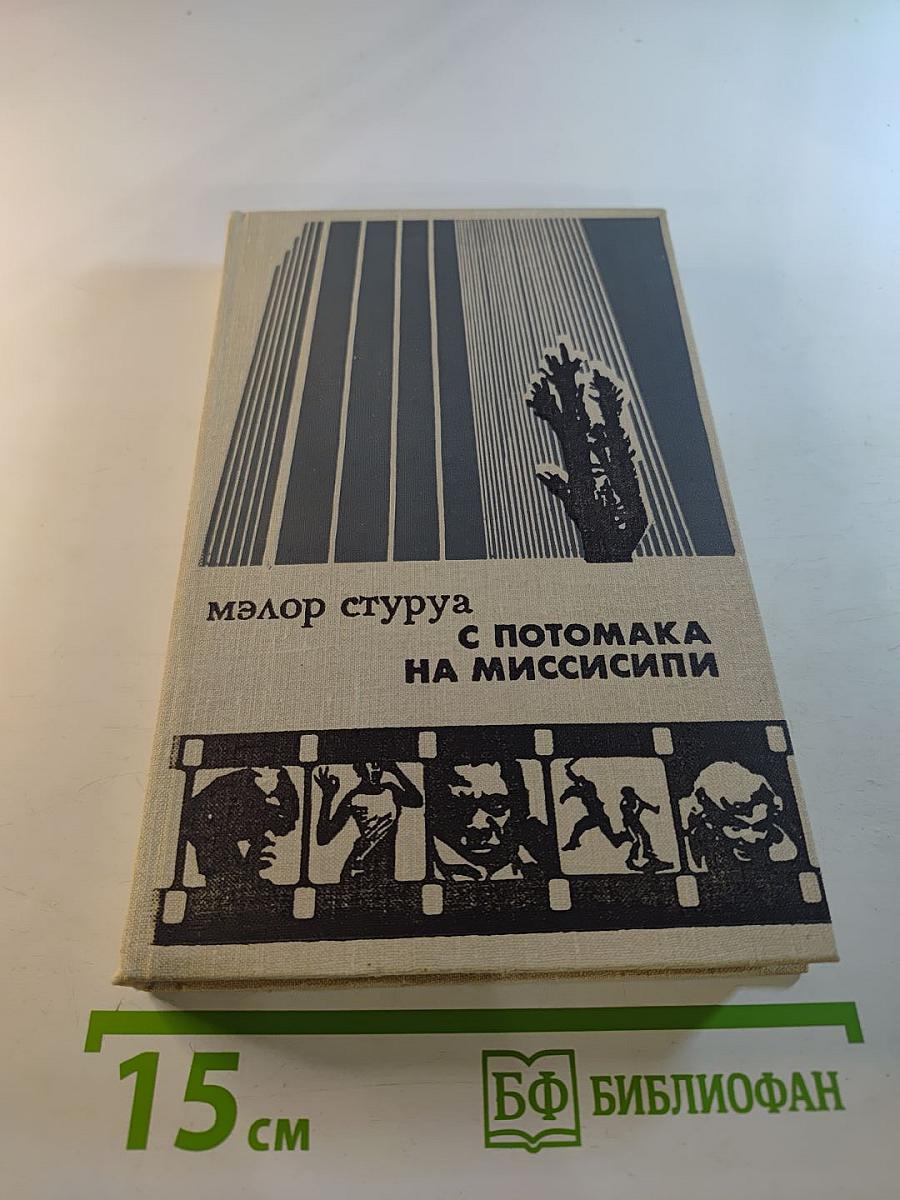 мэлор стуруа
С ПОТОМАКА
НА МИССИСИПИ
15 см
БФ БИБЛИОФАН